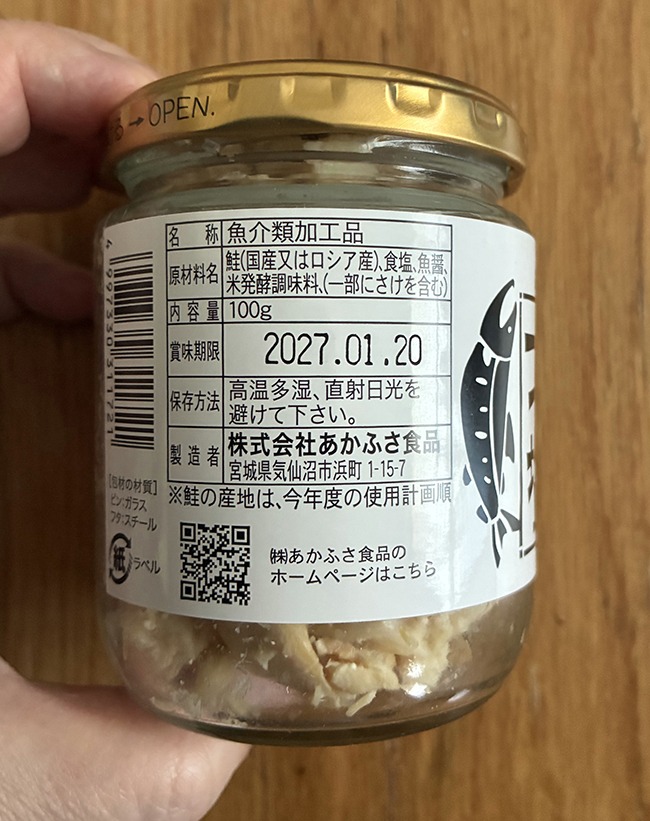 る→OPEN.
名称 魚介類加工品
原材料名 鮭(国産又はロシア産)、食塩、魚醤、
米発酵調味料、(一部にさけを含む)
内容量 100g
賞味期限 2027.01.20
保存方法 高温多湿、直射日光を
避けて下さい。
製造者 株式会社あかふさ食品
宮城県気仙沼市浜町 1-15-7
※鮭の産地は、今年度の使用計画順
4 997330 311721
[包材の材質]
ビン:ガラス
フタ:スチール
紙 ラベル
㈱あかふさ食品の
ホームページはこちら